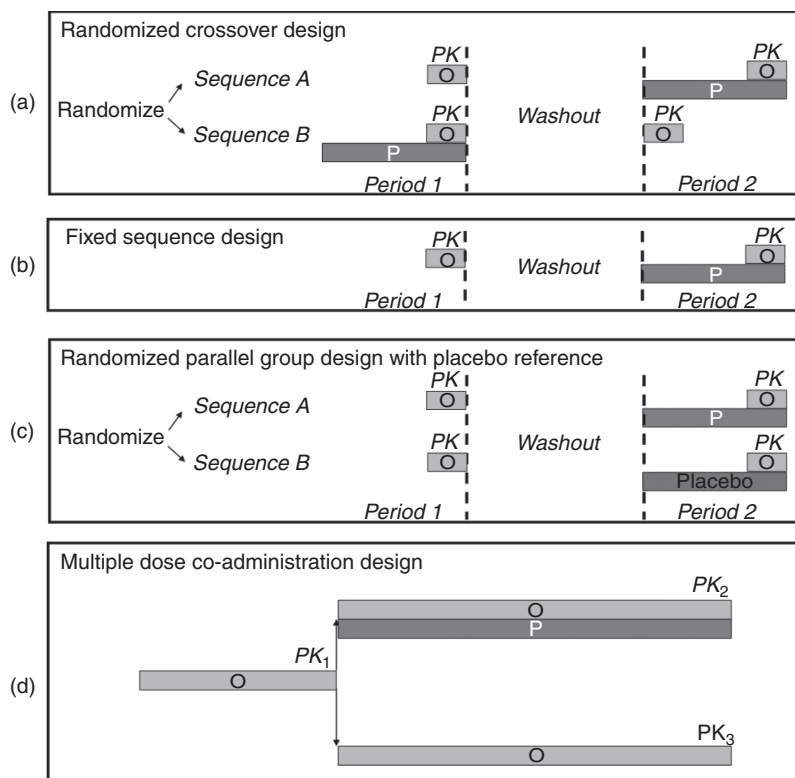 Randomized crossover design
PK PK
Sequence A O O
P
(a) Randomize PK Washout PK
Sequence B O O
P
Period 1 Period 2
Fixed sequence design
PK PK
(b) O Washout O
P
Period 1 Period 2
Randomized parallel group design with placebo reference
PK PK
Sequence A O O
P
(c) Randomize PK Washout PK
Sequence B O O
Placebo
Period 1 Period 2
Multiple dose co-administration design
PK2
O
P
PK1
(d) O
PK3
O